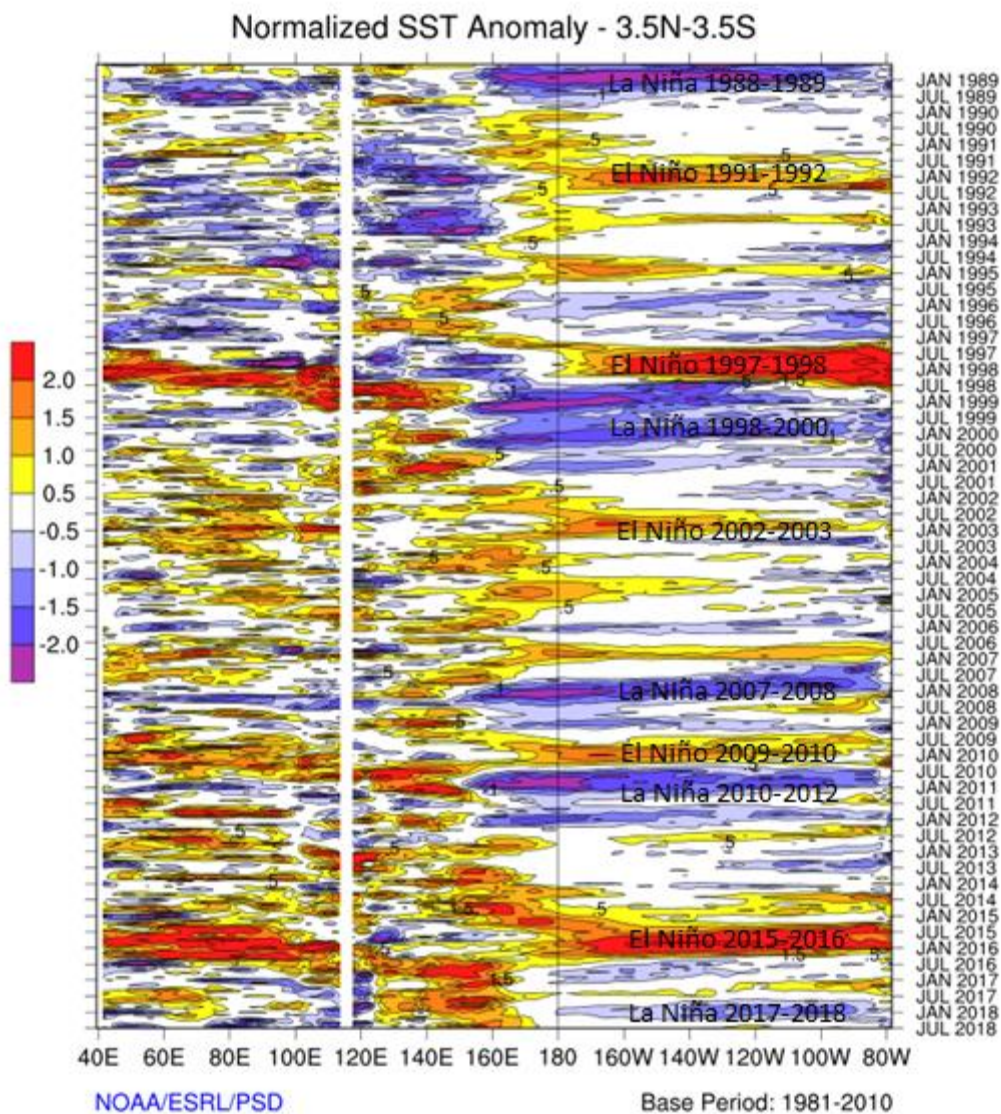 Normalized SST Anomaly - 3.5N-3.5S
JAN 1989
La Niña 1988-1989
JUL 1989
JAN 1990
JUL 1990
JAN 1991
JUL 1991
El Niño 1991-1992
JAN 1992
JUL 1992
JAN 1993
JUL 1993
JAN 1994
JUL 1994
JAN 1995
JUL 1995
JAN 1996
JUL 1996
JAN 1997
JUL 1997
El Niño 1997-1998
JAN 1998
JUL 1998
JAN 1999
JUL 1999
La Niña 1998-2000
JAN 2000
JUL 2000
JAN 2001
JUL 2001
JAN 2002
JUL 2002
El Niño 2002-2003
JAN 2003
JUL 2003
JAN 2004
JUL 2004
JAN 2005
JUL 2005
JAN 2006
JUL 2006
JAN 2007
JUL 2007
La Niña 2007-2008
JAN 2008
JUL 2008
JAN 2009
JUL 2009
El Niño 2009-2010
JAN 2010
JUL 2010
JAN 2011
La Niña 2010-2012
JUL 2011
JAN 2012
JUL 2012
JAN 2013
JUL 2013
JAN 2014
JUL 2014
JAN 2015
JUL 2015
El Niño 2015-2016
JAN 2016
JUL 2016
JAN 2017
JUL 2017
La Niña 2017-2018
JAN 2018
JUL 2018
2.0
1.5
1.0
0.5
-0.5
-1.0
-1.5
-2.0
40E 60E 80E 100E 120E 140E 160E 180 160W 140W 120W 100W 80W
NOAA/ESRL/PSD Base Period: 1981-2010